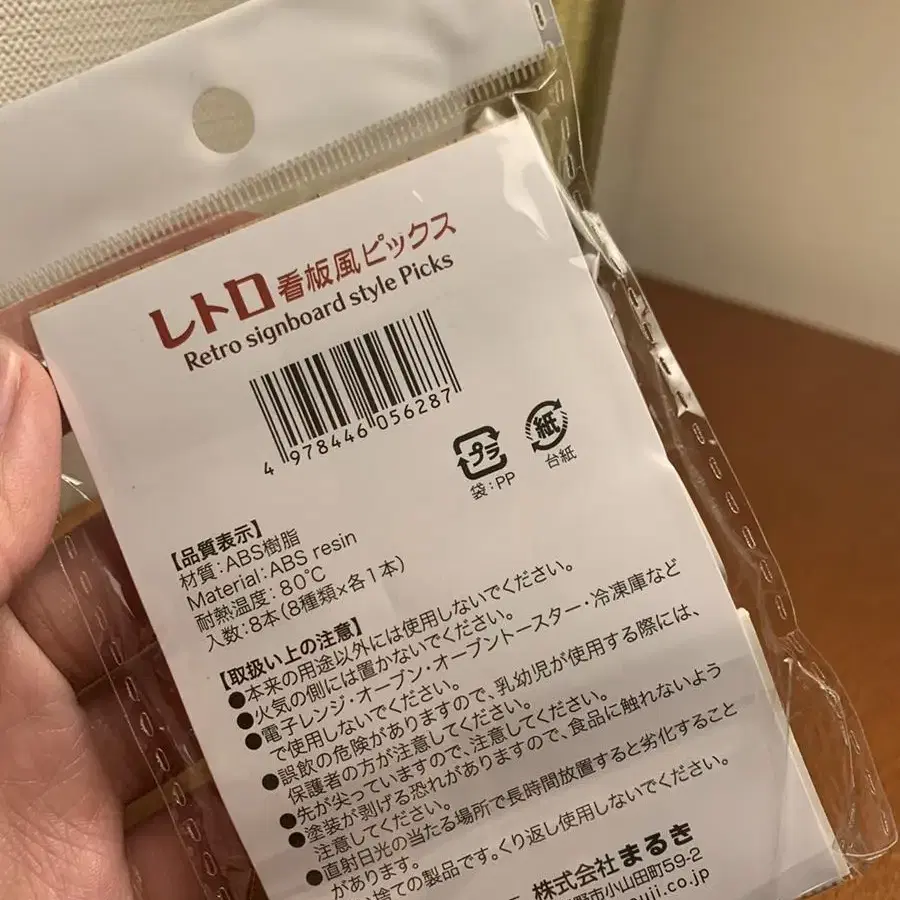 レトロ看板風ピックス
Retro signboard style Picks
4 978446 056287
プラ
袋:PP
紙
台紙
【品質表示】
材質:ABS樹脂
Material:ABS resin
耐熱温度:80℃
入数:8本(8種類×各1本)
【取扱い上の注意】
●本来の用途以外には使用しないでください。
●火気の側には置かないでください。
●電子レンジ・オーブン・オーブントースター・冷凍庫など
で使用しないでください。
●誤飲の危険がありますので、乳幼児が使用する際には、
保護者の方が注意してください。
●先が尖っていますので、注意してください。
●塗装が剥げる恐れがありますので、食品に触れないよう
注意してください。
●直射日光の当たる場所で長時間放置すると劣化すること
があります。
捨ての製品です。くり返し使用しないでください。
株式会社まるき
野市小山田町59-2
uji.co.jp